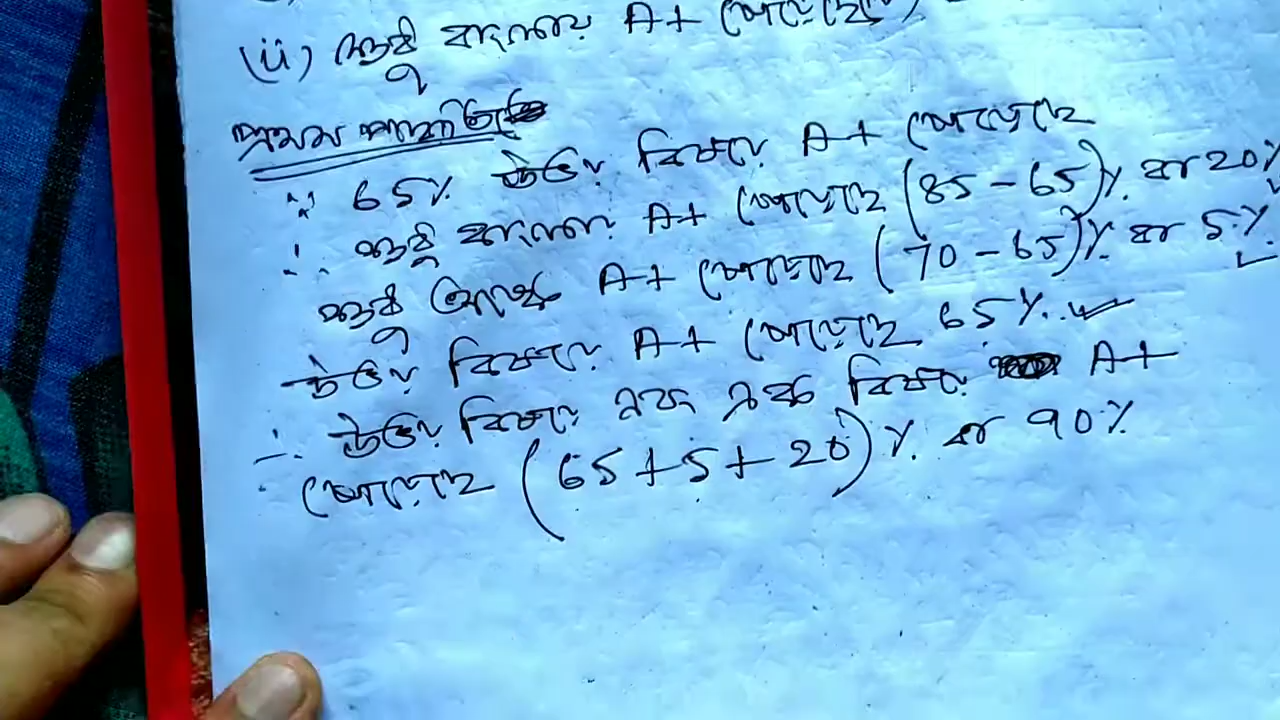 (ii) শুধু বাংলায় A+ পেয়েছে)
প্রথম পদ্ধতি
∵ 65% উভয় বিষয়ে A+ পেয়েছে
∴ শুধু বাংলায় A+ পেয়েছে (85-65)% বা 20%
শুধু অংকে A+ পেয়েছে (70-65)% বা 5%
উভয় বিষয়ে A+ পেয়েছে 65%
∴ উভয় বিষয়ে এবং এক বিষয়ে A+
পেয়েছে (65+5+20)% বা 90%